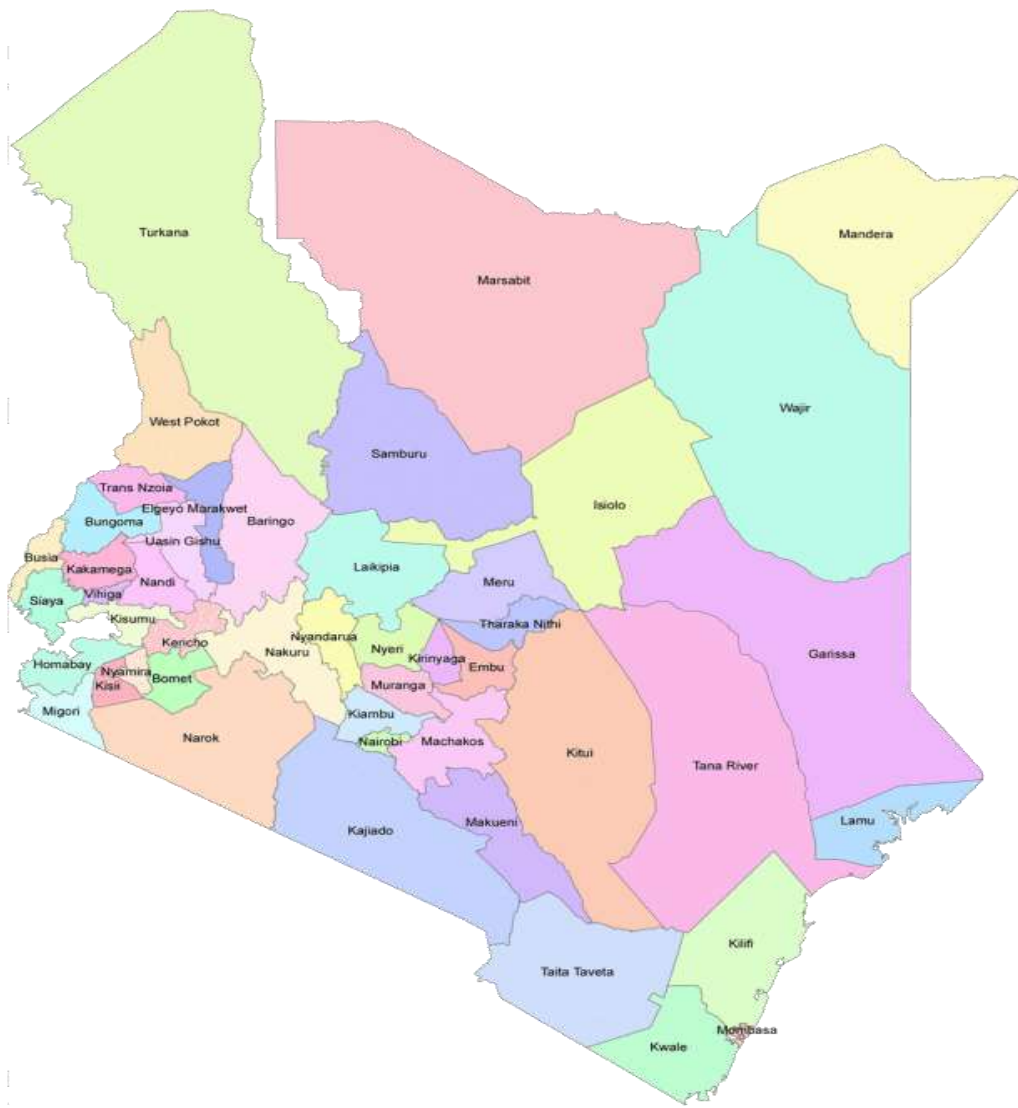 Turkana
Mandera
Marsabit
Wajir
West Pokot
Samburu
Trans Nzoia
Isiolo
Elgeyo Marakwet
Bungoma
Baringo
Uasin Gishu
Busia
Laikipia
Kakamega
Nandi
Meru
Vihiga
Siaya
Kisumu
Tharaka Nithi
Nyandarua
Kericho
Nyeri
Garissa
Nakuru
Kirinyaga
Homabay
Embu
Nyamira
Bomet
Muranga
Kisii
Migori
Kiambu
Narok
Nairobi
Machakos
Kitui
Tana River
Lamu
Makueni
Kajiado
Kilifi
Taita Taveta
Mombasa
Kwale